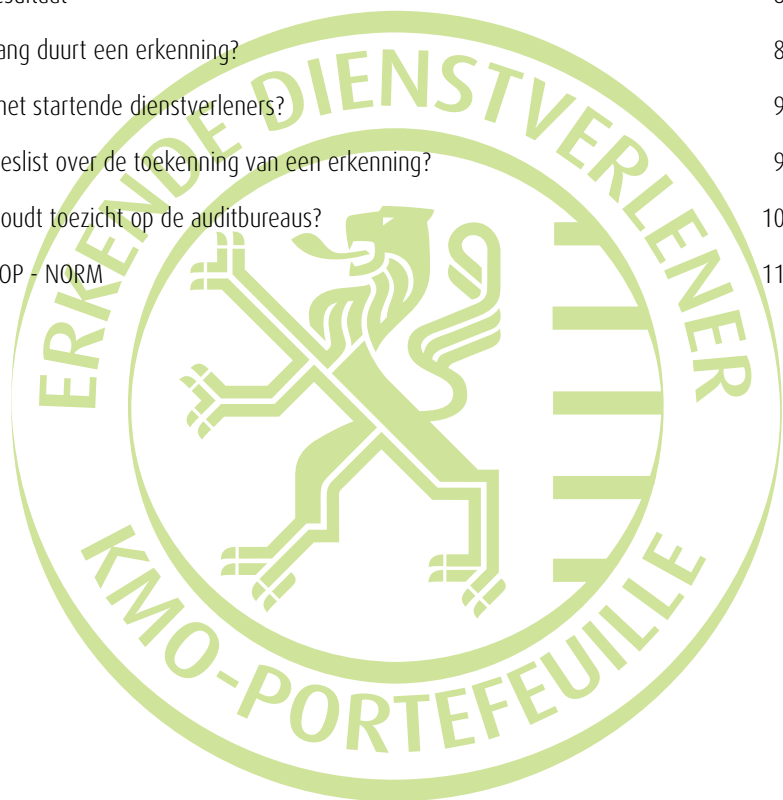 ang duurt een erkenning? 8
net startende dienstverleners? 9
eslist over de toekenning van een erkenning? 9
oudt toezicht op de auditbureaus? 10
OP - NORM 11
ERKENDE DIENSTVERLENER
KMO-PORTEFEUILLE